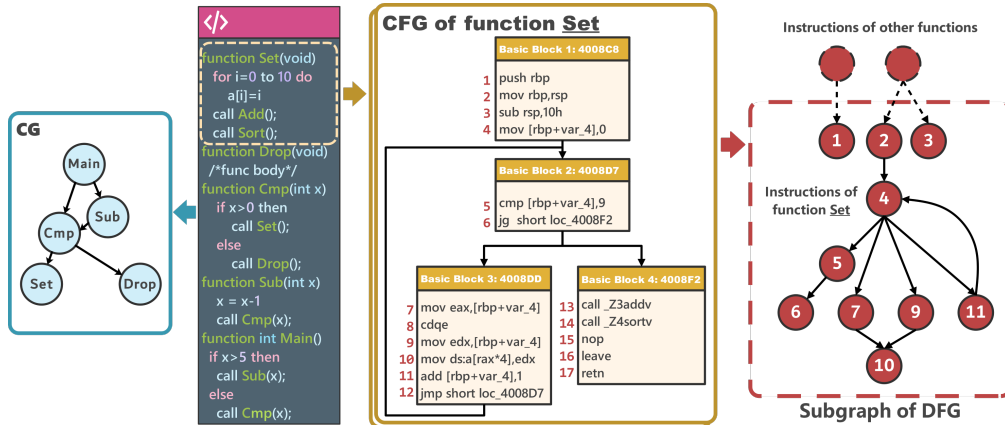 CG
Main
Sub
Cmp
Set
Drop
</>
function Set(void)
for i=0 to 10 do
a[i]=i
call Add();
call Sort();
function Drop(void)
/*func body*/
function Cmp(int x)
if x>0 then
call Set();
else
call Drop();
function Sub(int x)
x = x-1
call Cmp(x);
function int Main()
if x>5 then
call Sub(x);
else
call Cmp(x);
CFG of function Set
Basic Block 1: 4008C8
1 push rbp
2 mov rbp,rsp
3 sub rsp,10h
4 mov [rbp+var_4],0
Basic Block 2: 4008D7
5 cmp [rbp+var_4],9
6 jg short loc_4008F2
Basic Block 3: 4008DD
7 mov eax,[rbp+var_4]
8 cdqe
9 mov edx,[rbp+var_4]
10 mov ds:a[rax*4],edx
11 add [rbp+var_4],1
12 jmp short loc_4008D7
Basic Block 4: 4008F2
13 call _Z3addv
14 call _Z4sortv
15 nop
16 leave
17 retn
Instructions of other functions
1
2
3
Instructions of
function Set
4
5
6
7
9
11
10
Subgraph of DFG